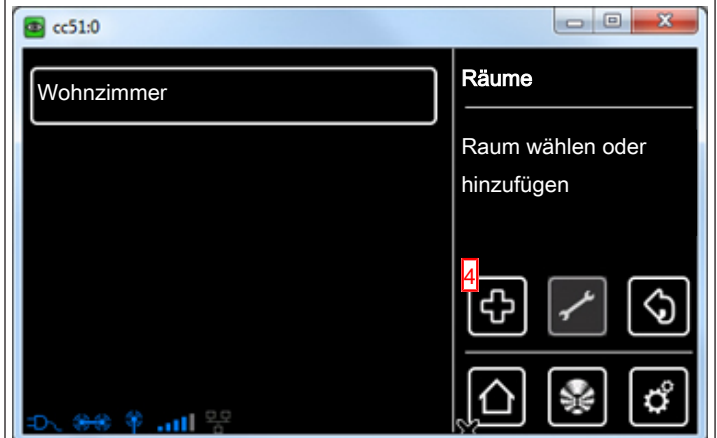 cc51:0
Wohnzimmer
Räume
Raum wählen oder
hinzufügen
4